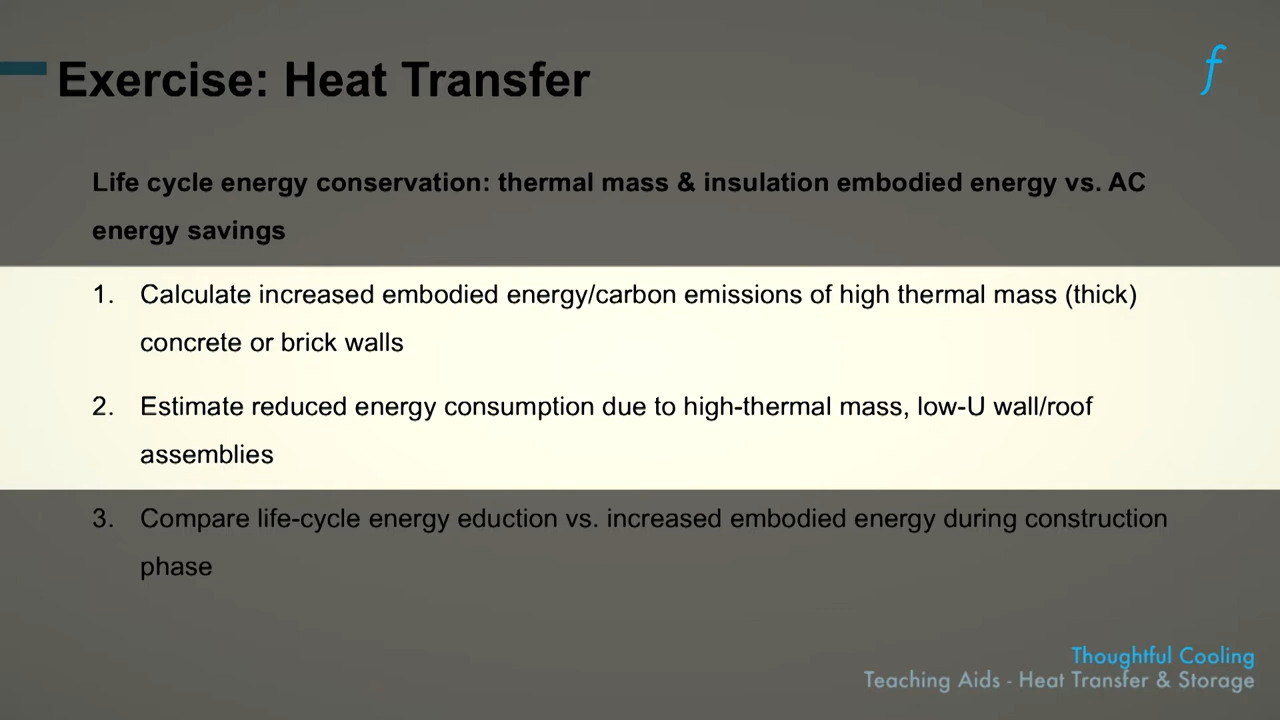 Exercise: Heat Transfer
f
Life cycle energy conservation: thermal mass & insulation embodied energy vs. AC
energy savings
1. Calculate increased embodied energy/carbon emissions of high thermal mass (thick)
concrete or brick walls
2. Estimate reduced energy consumption due to high-thermal mass, low-U wall/roof
assemblies
3. Compare life-cycle energy eduction vs. increased embodied energy during construction
phase
Thoughtful Cooling
Teaching Aids - Heat Transfer & Storage